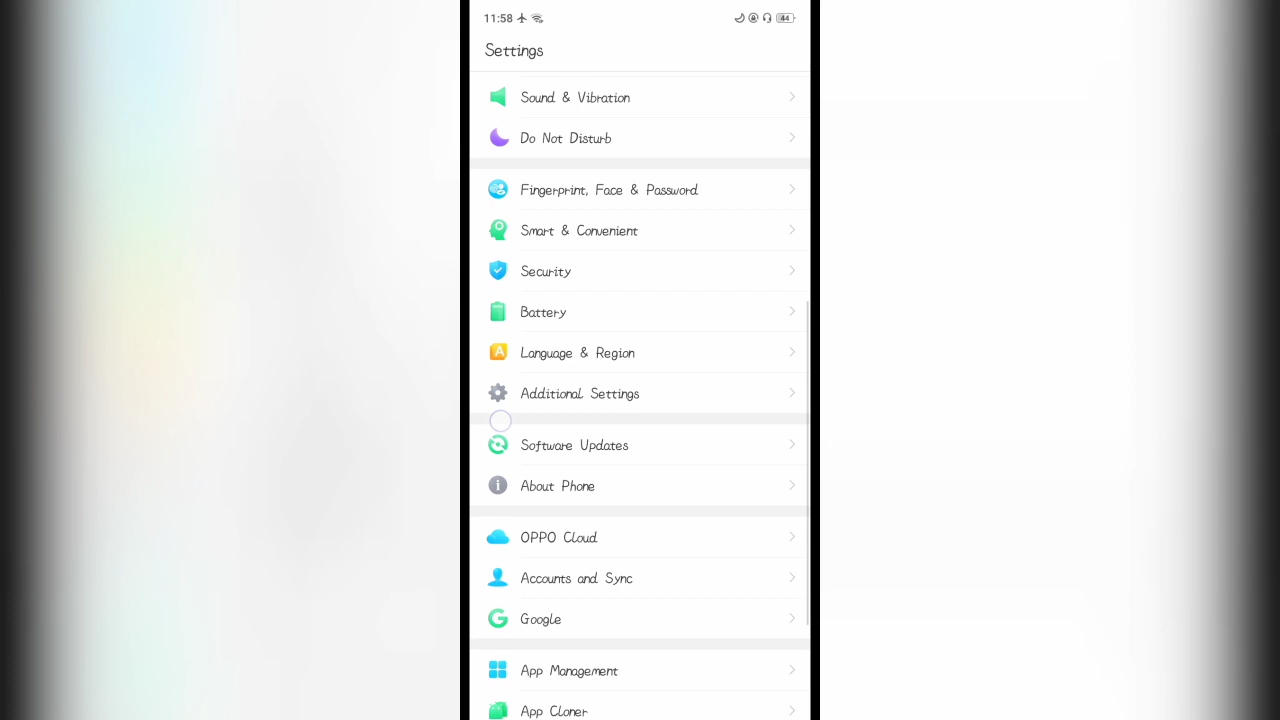 11:58 44
Settings
Sound & Vibration
Do Not Disturb
Fingerprint, Face & Password
Smart & Convenient
Security
Battery
A Language & Region
Additional Settings
Software Updates
i About Phone
OPPO Cloud
Accounts and Sync
G Google
App Management
App Cloner